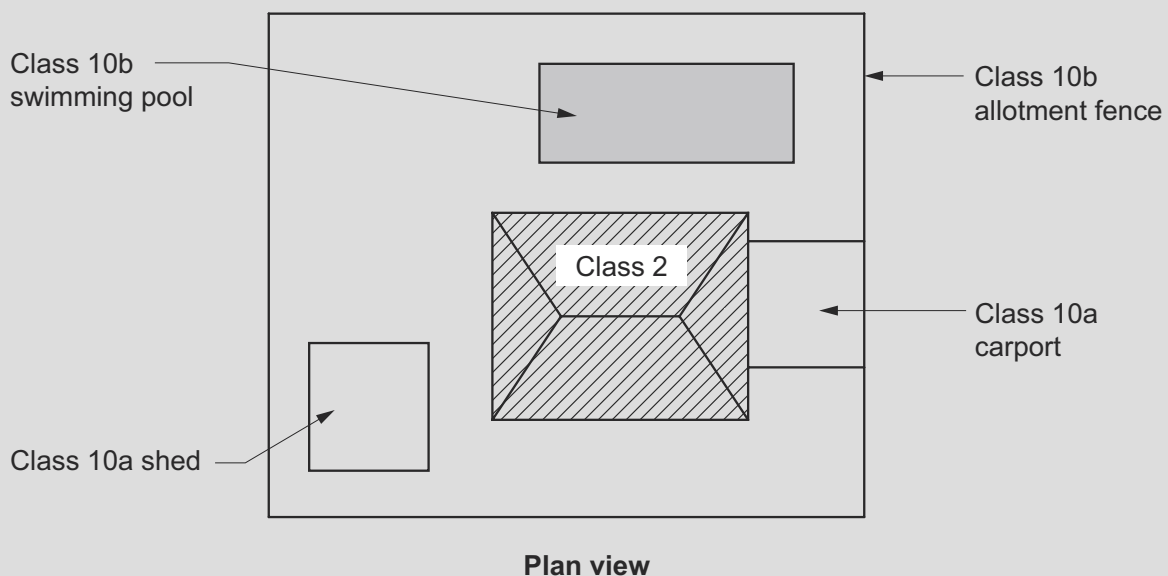 Class 10b
swimming pool
Class 10b
allotment fence
Class 2
Class 10a
carport
Class 10a shed
Plan view